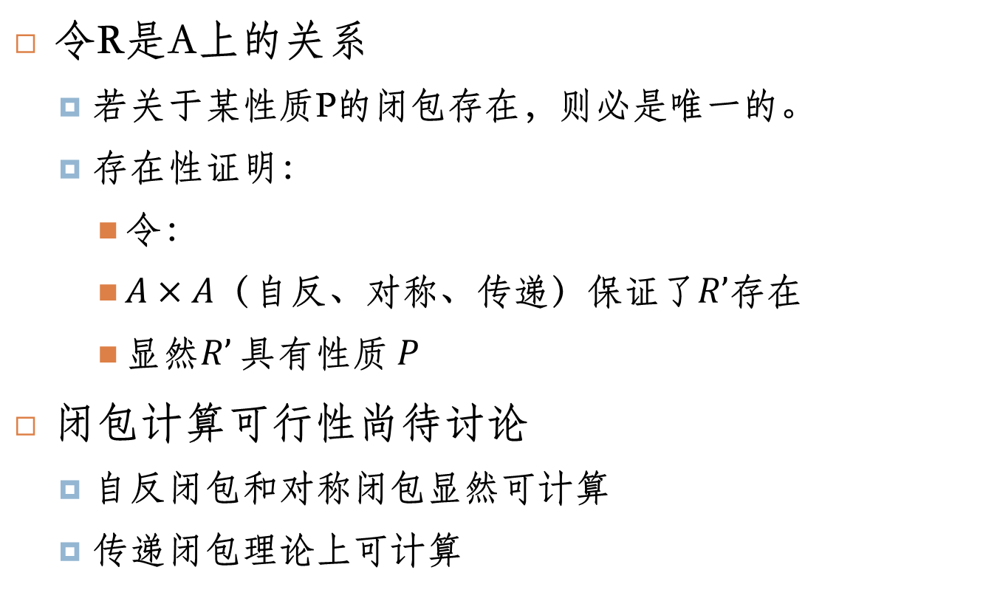 令R是A上的关系
若关于某性质P的闭包存在，则必是唯一的。
存在性证明：
令：
A × A（自反、对称、传递）保证了R’存在
显然R’ 具有性质 P
闭包计算可行性尚待讨论
自反闭包和对称闭包显然可计算
传递闭包理论上可计算